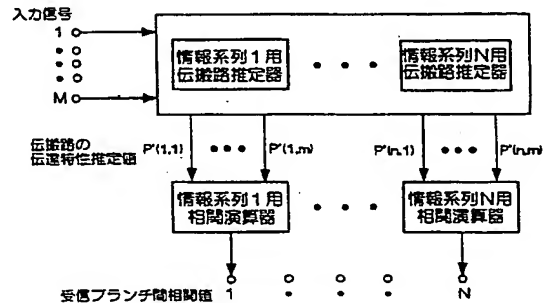 入力信号
1
M
情報系列1用
伝搬路推定器
情報系列N用
伝搬路推定器
伝搬路の
伝達特性推定値
P'(1,1)
P'(1,m)
P'(n,1)
P'(n,m)
情報系列1用
相関演算器
情報系列N用
相関演算器
受信ブランチ間相関値
1
N